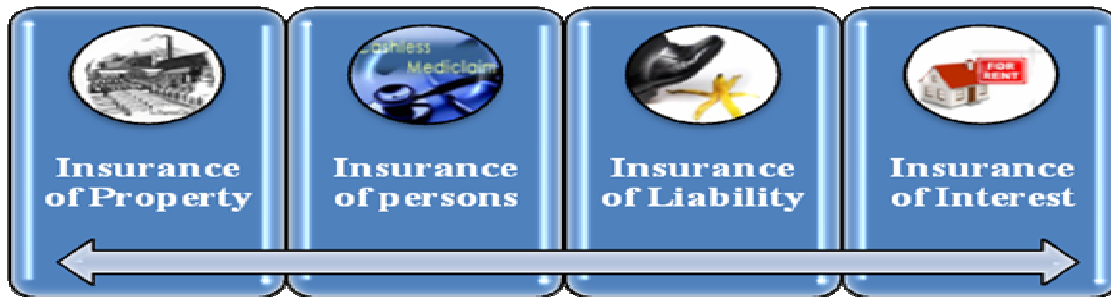 Cashless
Mediclaim
FOR
RENT
Insurance
of Property
Insurance
of persons
Insurance
of Liability
Insurance
of Interest